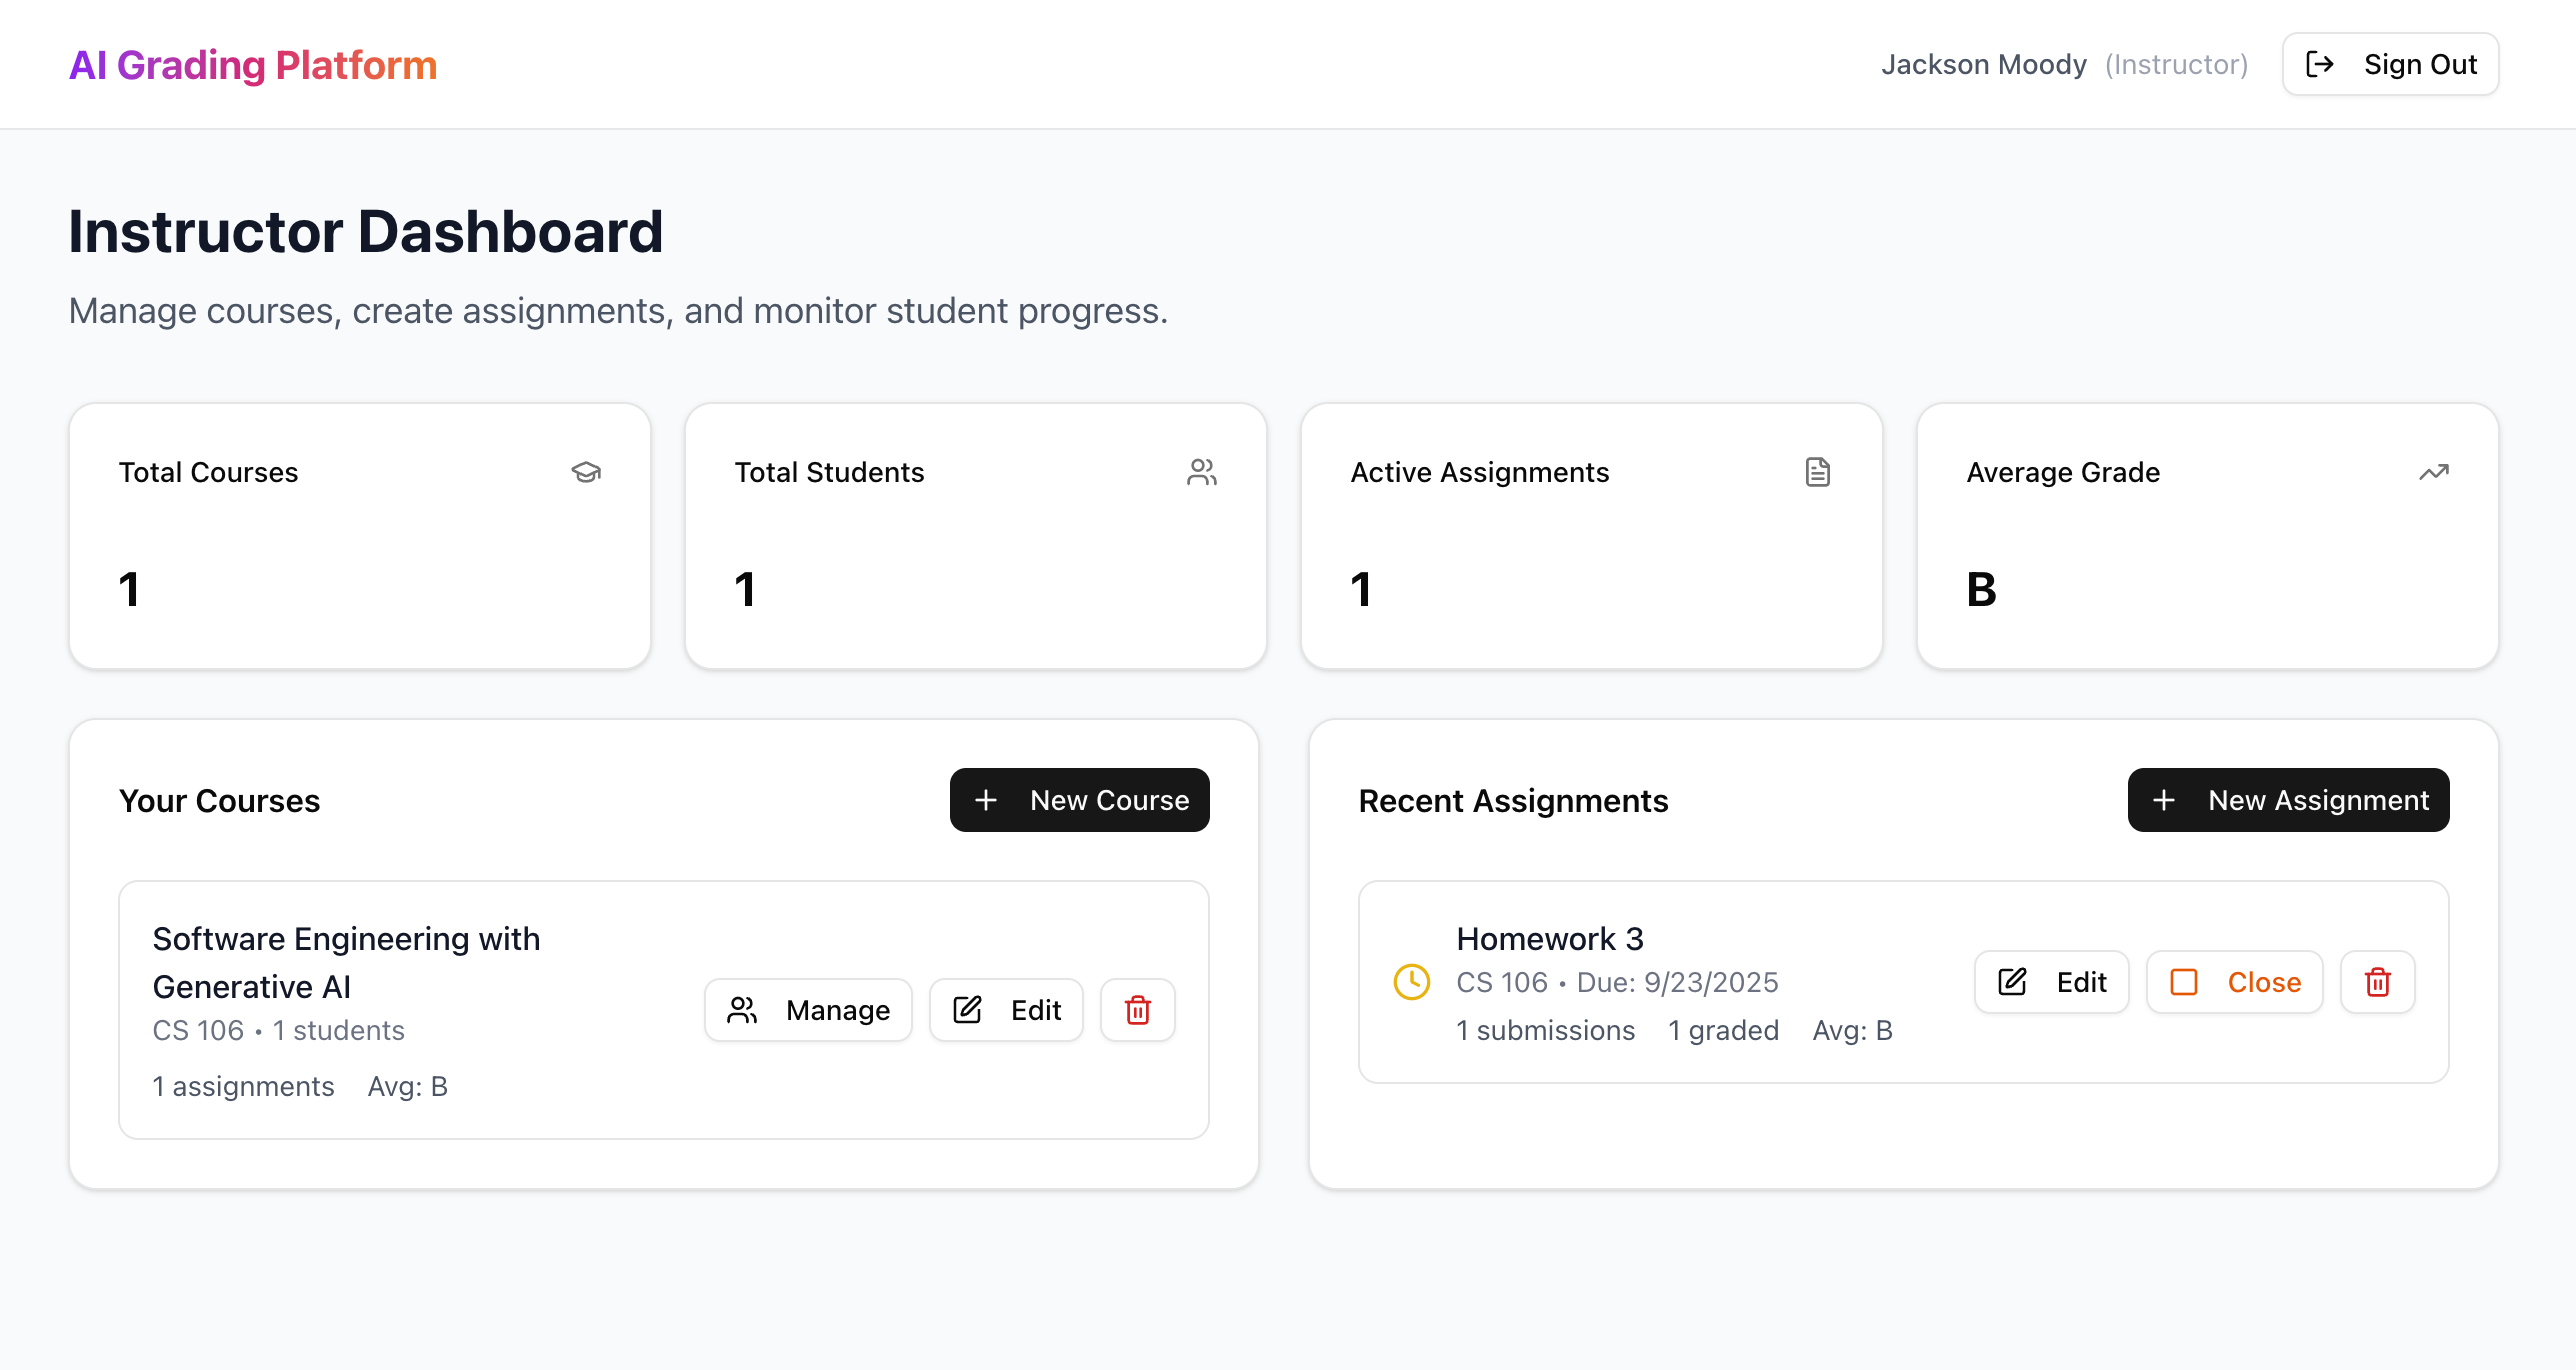 AI Grading Platform
Jackson Moody (Instructor)
Sign Out
Instructor Dashboard
Manage courses, create assignments, and monitor student progress.
Total Courses
1
Total Students
1
Active Assignments
1
Average Grade
B
Your Courses
New Course
Software Engineering with
Generative AI
CS 106 • 1 students
1 assignments Avg: B
Manage
Edit
Recent Assignments
New Assignment
Homework 3
CS 106 • Due: 9/23/2025
1 submissions 1 graded Avg: B
Edit
Close